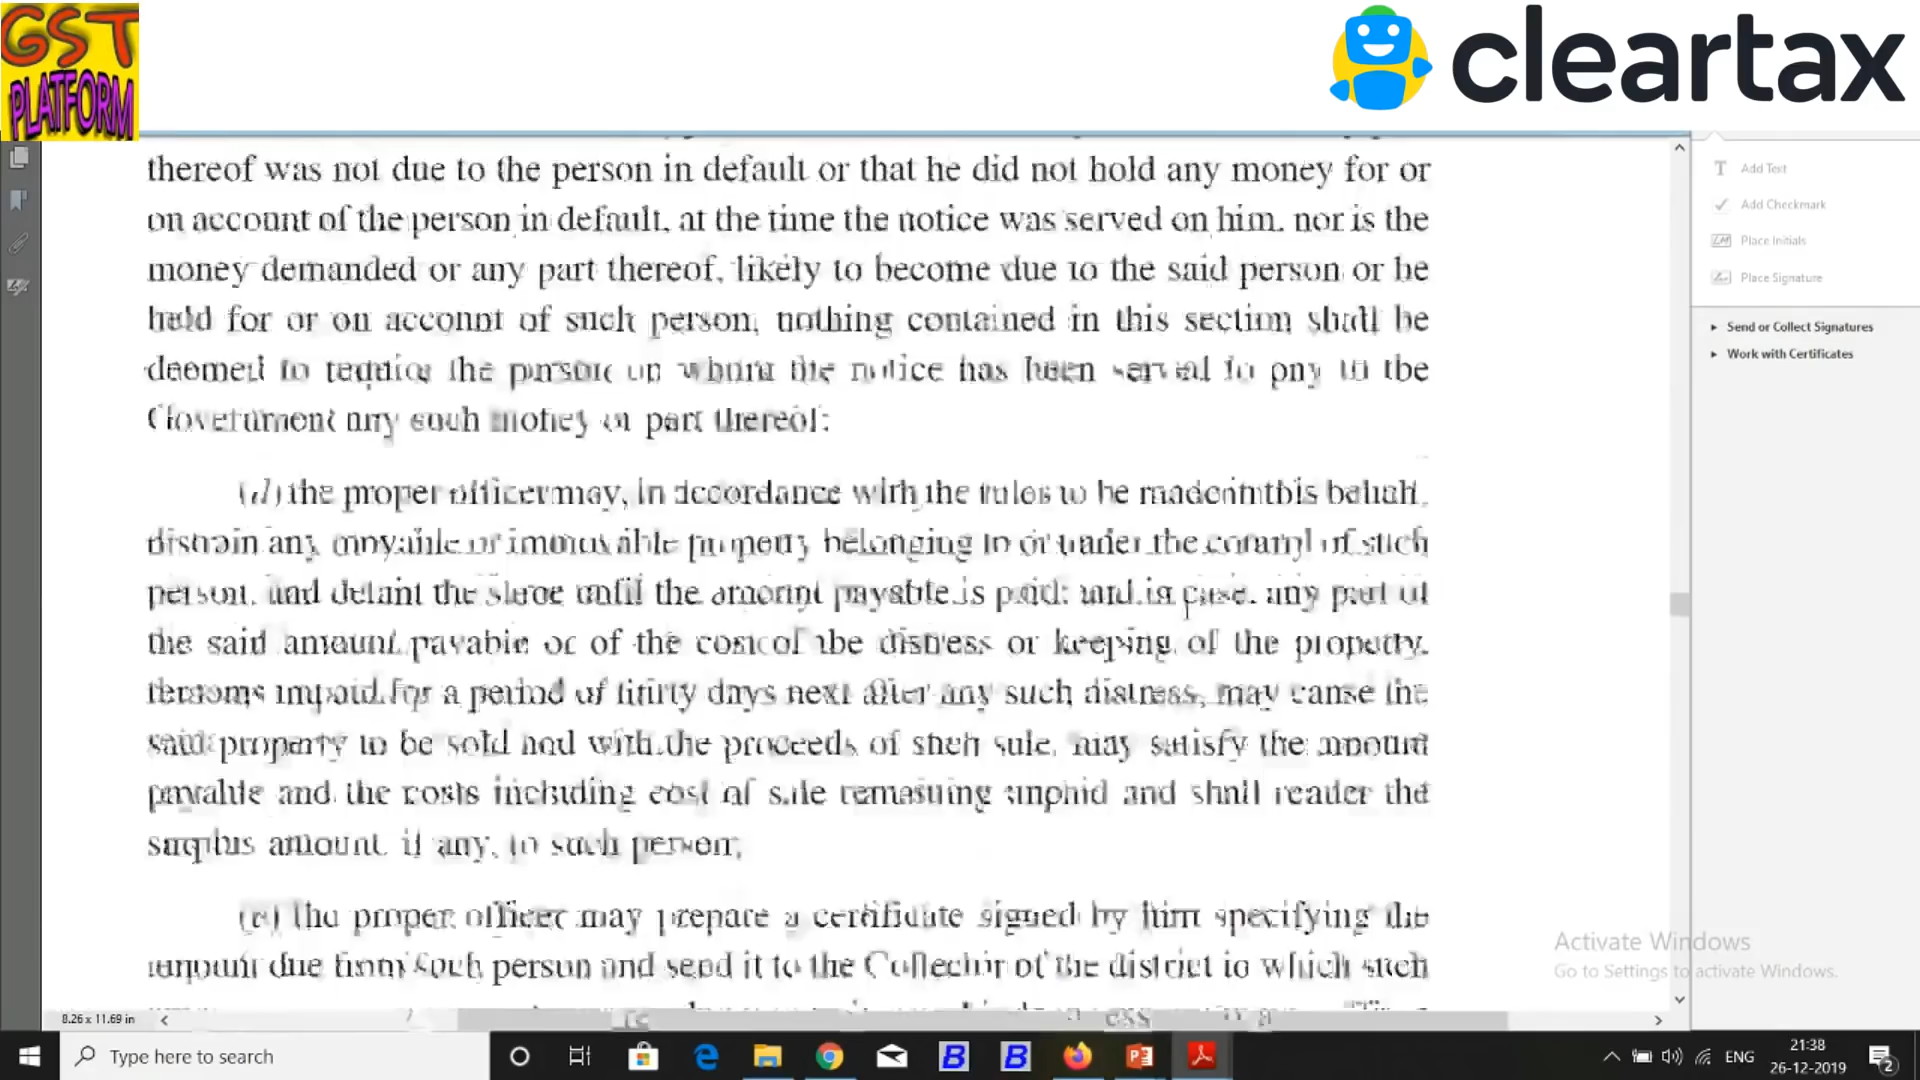 GST
PLATFORM
cleartax
thereof was not due to the person in default or that he did not hold any money for or
on account of the person in default, at the time the notice was served on him, nor is the
money demanded or any part thereof, likely to become due to the said person or be
held for or on account of such person, nothing contained in this section shall be
deemed to require the person on whom the notice has been served to pay to the
Government any such money or part thereof;
(d) the proper officer may, in accordance with the rules to be made in this behalf,
distrain any movable or immovable property belonging to or under the control of such
person, and detain the same until the amount payable is paid; and in case, any part of
the said amount payable or of the cost of the distress or keeping of the property,
remains unpaid for a period of thirty days next after any such distress, may cause the
said property to be sold and with the proceeds of such sale, may satisfy the amount
payable and the costs including cost of sale remaining unpaid and shall render the
surplus amount, if any, to such person;
(e) the proper officer may prepare a certificate signed by him specifying the
amount due from such person and send it to the Collector of the district in which such
Add Text
Add Checkmark
Place Initials
Place Signature
Send or Collect Signatures
Work with Certificates
Activate Windows
Go to Settings to activate Windows.
8.26 x 11.69 in
Type here to search
ENG
21:38
26-12-2019
2